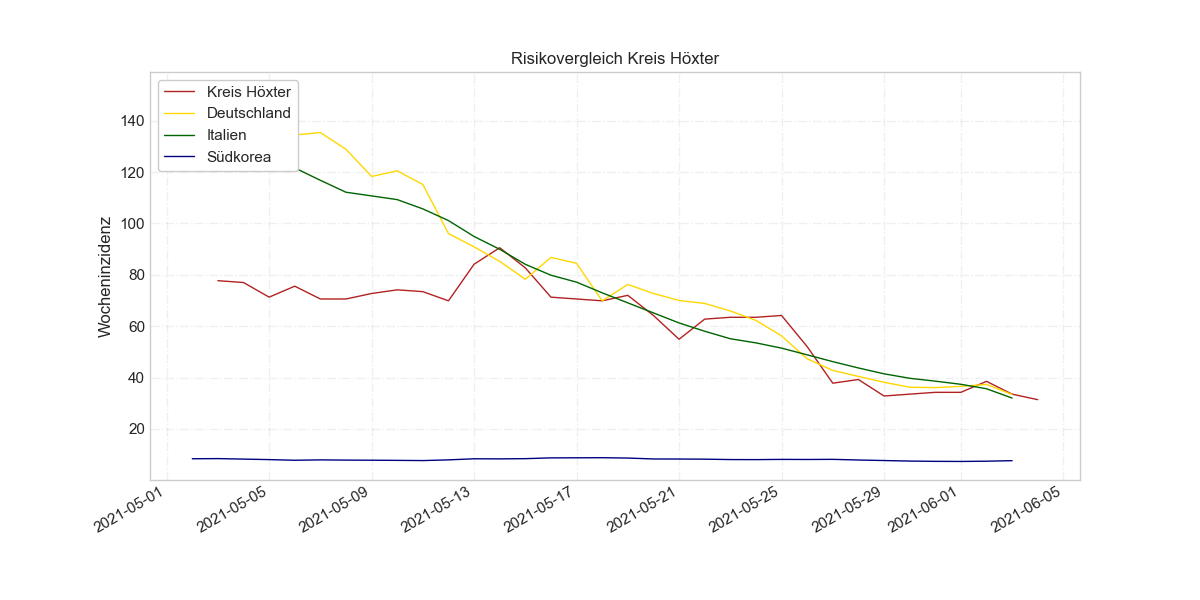 Risikovergleich Kreis Höxter
Kreis Höxter
Deutschland
Italien
Südkorea
Wocheninzidenz
140
120
100
80
60
40
20
2021-05-01
2021-05-05
2021-05-09
2021-05-13
2021-05-17
2021-05-21
2021-05-25
2021-05-29
2021-06-01
2021-06-05